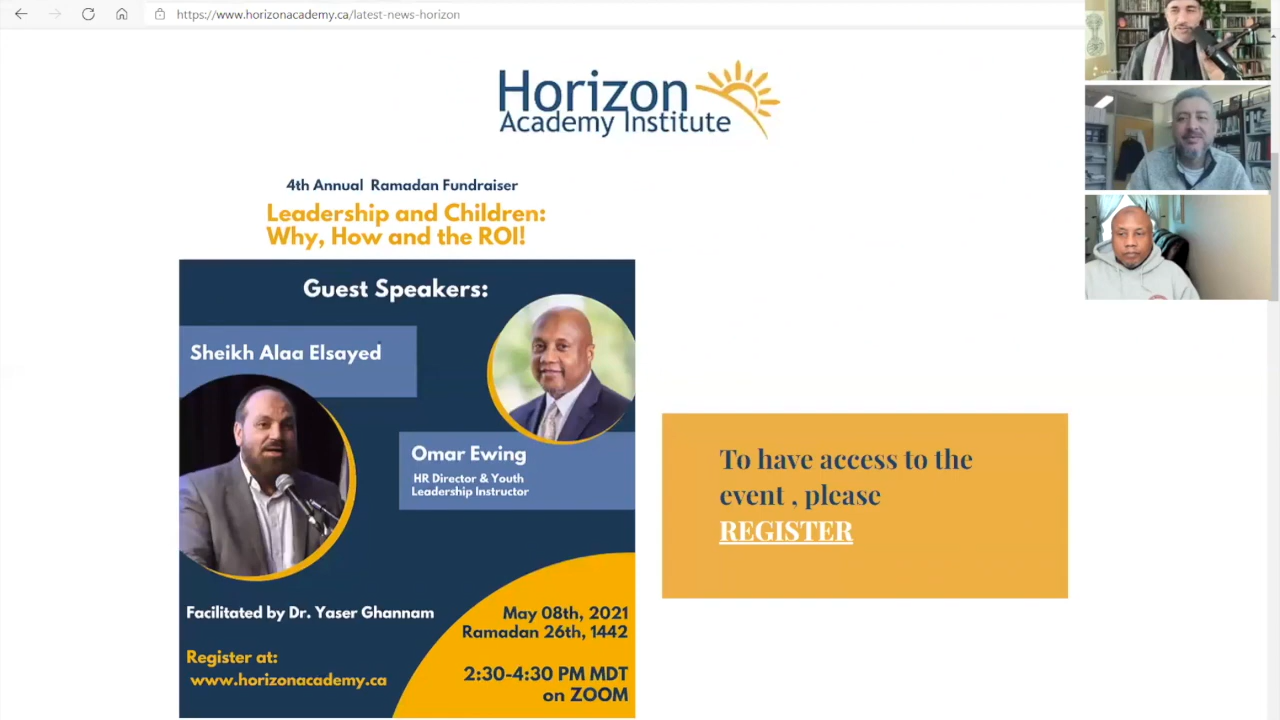 https://www.horizonacademy.ca/latest-news-horizon
Horizon
Academy Institute
4th Annual Ramadan Fundraiser
Leadership and Children:
Why, How and the ROI!
Guest Speakers:
Sheikh Alaa Elsayed
Omar Ewing
HR Director & Youth
Leadership Instructor
Facilitated by Dr. Yaser Ghannam
May 08th, 2021
Ramadan 26th, 1442
Register at:
www.horizonacademy.ca
2:30-4:30 PM MDT
on ZOOM
To have access to the
event , please
REGISTER